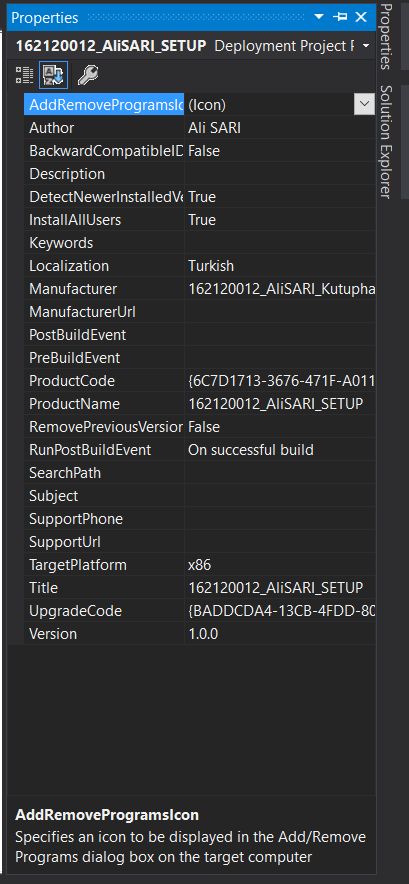 Properties
162120012_AliSARI_SETUP Deployment Project F
AddRemoveProgramsIc (Icon)
Author Ali SARI
BackwardCompatibleID False
Description
DetectNewerInstalledVe True
InstallAllUsers True
Keywords
Localization Turkish
Manufacturer 162120012_AliSARI_Kutupha
ManufacturerUrl
PostBuildEvent
PreBuildEvent
ProductCode {6C7D1713-3676-471F-A011
ProductName 162120012_AliSARI_SETUP
RemovePreviousVersion False
RunPostBuildEvent On successful build
SearchPath
Subject
SupportPhone
SupportUrl
TargetPlatform x86
Title 162120012_AliSARI_SETUP
UpgradeCode {BADDCDA4-13CB-4FDD-80
Version 1.0.0
AddRemoveProgramsIcon
Specifies an icon to be displayed in the Add/Remove
Programs dialog box on the target computer
Properties
Solution Explorer